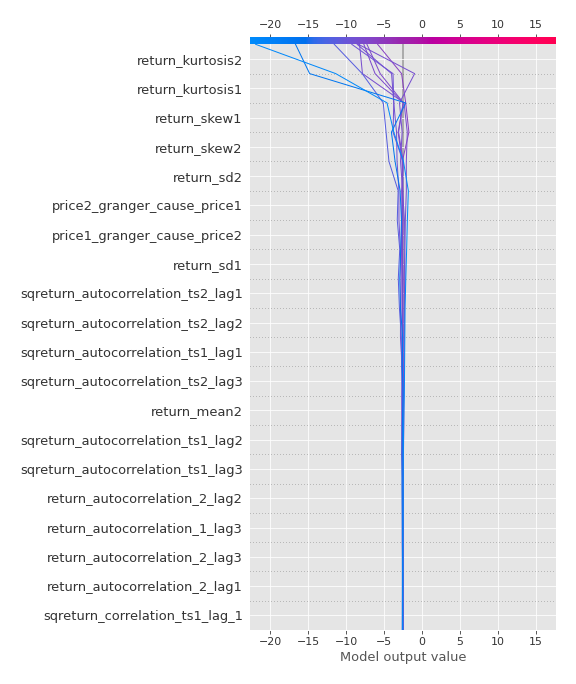 −20 −15 −10 −5 0 5 10 15
return_kurtosis2
return_kurtosis1
return_skew1
return_skew2
return_sd2
price2_granger_cause_price1
price1_granger_cause_price2
return_sd1
sqreturn_autocorrelation_ts2_lag1
sqreturn_autocorrelation_ts2_lag2
sqreturn_autocorrelation_ts1_lag1
sqreturn_autocorrelation_ts2_lag3
return_mean2
sqreturn_autocorrelation_ts1_lag2
sqreturn_autocorrelation_ts1_lag3
return_autocorrelation_2_lag2
return_autocorrelation_1_lag3
return_autocorrelation_2_lag3
return_autocorrelation_2_lag1
sqreturn_correlation_ts1_lag_1
−20 −15 −10 −5 0 5 10 15
Model output value